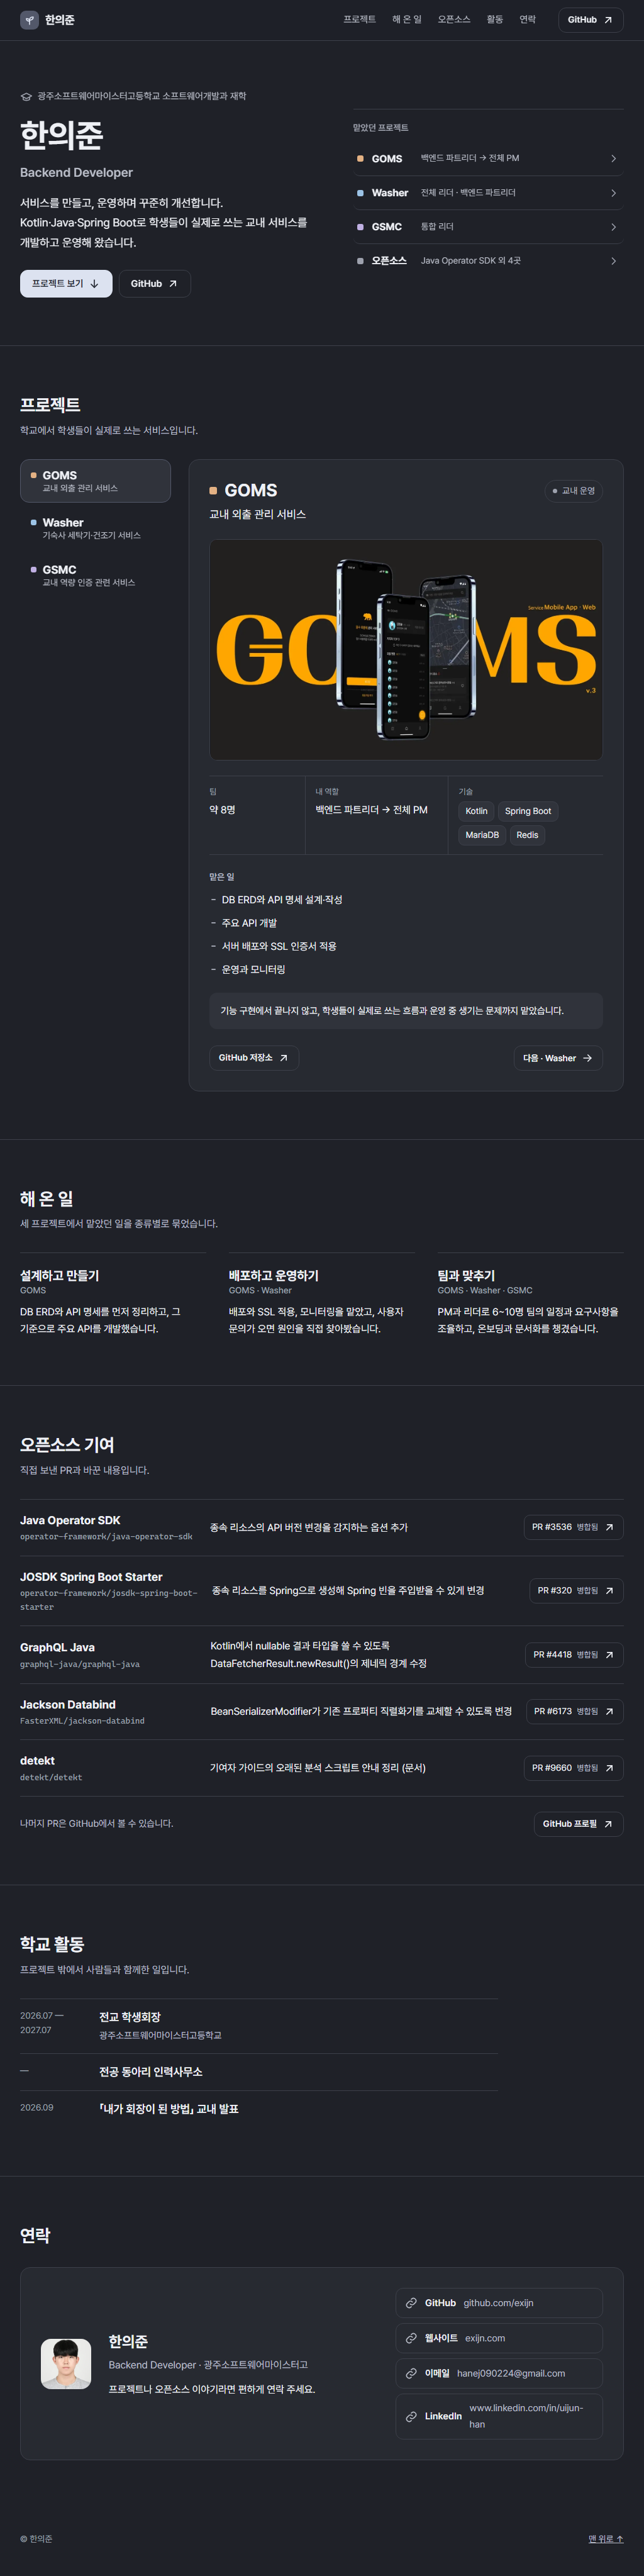 한의준
프로젝트 해 온 일 오픈소스 활동 연락 GitHub
광주소프트웨어마이스터고등학교 소프트웨어개발과 재학
한의준
Backend Developer
서비스를 만들고, 운영하며 꾸준히 개선합니다.
Kotlin·Java·Spring Boot로 학생들이 실제로 쓰는 교내 서비스를
개발하고 운영해 왔습니다.
프로젝트 보기 ↓ GitHub
맡았던 프로젝트
GOMS 백엔드 파트리더 → 전체 PM
Washer 전체 리더 · 백엔드 파트리더
GSMC 통합 리더
오픈소스 Java Operator SDK 외 4곳
프로젝트
학교에서 학생들이 실제로 쓰는 서비스입니다.
GOMS
교내 외출 관리 서비스
Washer
기숙사 세탁기·건조기 서비스
GSMC
교내 역량 인증 관련 서비스
GOMS
교내 운영
교내 외출 관리 서비스
Service Mobile App · Web
GOMS
v.3
팀
약 8명
내 역할
백엔드 파트리더 → 전체 PM
기술
Kotlin Spring Boot
MariaDB Redis
맡은 일
– DB ERD와 API 명세 설계·작성
– 주요 API 개발
– 서버 배포와 SSL 인증서 적용
– 운영과 모니터링
기능 구현에서 끝나지 않고, 학생들이 실제로 쓰는 흐름과 운영 중 생기는 문제까지 맡았습니다.
GitHub 저장소 다음 · Washer →
해 온 일
세 프로젝트에서 맡았던 일을 종류별로 묶었습니다.
설계하고 만들기
GOMS
DB ERD와 API 명세를 먼저 정리하고, 그
기준으로 주요 API를 개발했습니다.
배포하고 운영하기
GOMS · Washer
배포와 SSL 적용, 모니터링을 맡았고, 사용자
문의가 오면 원인을 직접 찾아봤습니다.
팀과 맞추기
GOMS · Washer · GSMC
PM과 리더로 6~10명 팀의 일정과 요구사항을
조율하고, 온보딩과 문서화를 챙겼습니다.
오픈소스 기여
직접 보낸 PR과 바꾼 내용입니다.
Java Operator SDK
operator-framework/java-operator-sdk
종속 리소스의 API 버전 변경을 감지하는 옵션 추가
PR #3536 병합됨
JOSDK Spring Boot Starter
operator-framework/josdk-spring-boot-
starter
종속 리소스를 Spring으로 생성해 Spring 빈을 주입받을 수 있게 변경
PR #320 병합됨
GraphQL Java
graphql-java/graphql-java
Kotlin에서 nullable 결과 타입을 쓸 수 있도록
DataFetcherResult.newResult()의 제네릭 경계 수정
PR #4418 병합됨
Jackson Databind
FasterXML/jackson-databind
BeanSerializerModifier가 기존 프로퍼티 직렬화기를 교체할 수 있도록 변경
PR #6173 병합됨
detekt
detekt/detekt
기여자 가이드의 오래된 분석 스크립트 안내 정리 (문서)
PR #9660 병합됨
나머지 PR은 GitHub에서 볼 수 있습니다.
GitHub 프로필
학교 활동
프로젝트 밖에서 사람들과 함께한 일입니다.
2026.07 —
2027.07
전교 학생회장
광주소프트웨어마이스터고등학교
— 전공 동아리 인력사무소
2026.09 「내가 회장이 된 방법」 교내 발표
연락
한의준
Backend Developer · 광주소프트웨어마이스터고
프로젝트나 오픈소스 이야기라면 편하게 연락 주세요.
GitHub github.com/exijn
웹사이트 exijn.com
이메일 hanej090224@gmail.com
LinkedIn www.linkedin.com/in/uijun-
han
© 한의준
맨 위로 ↑